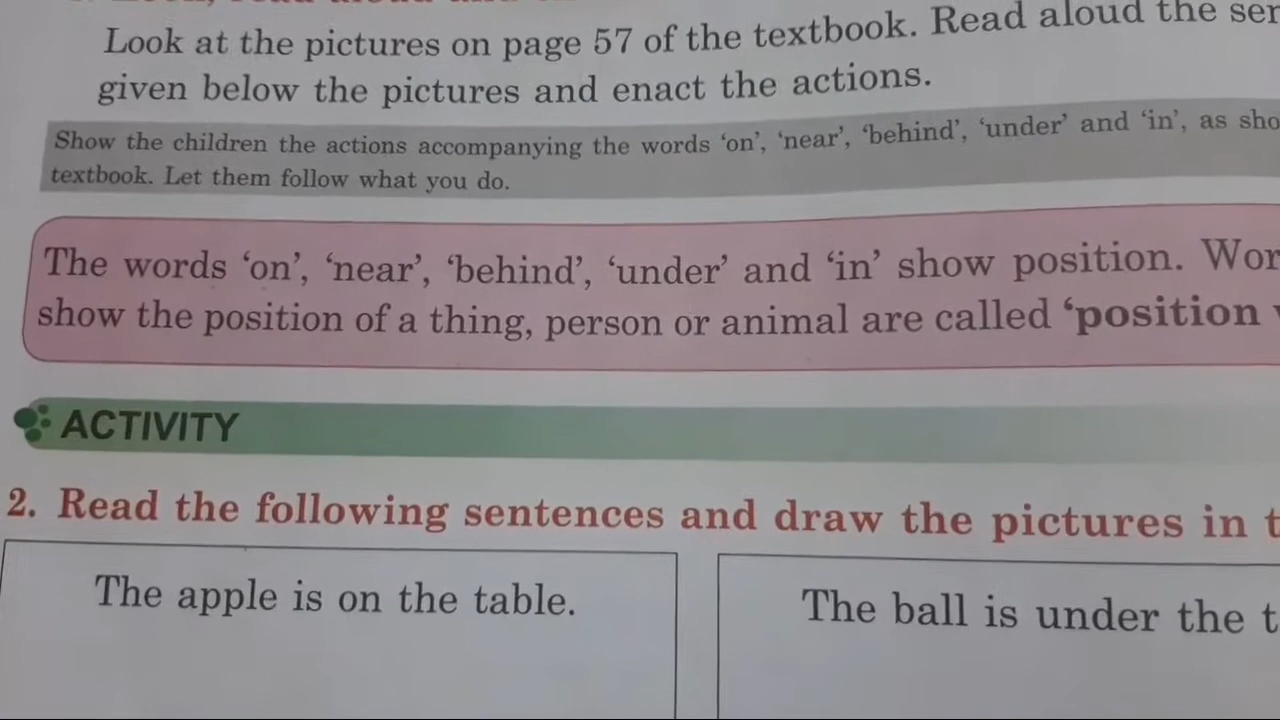 Look at the pictures on page 57 of the textbook. Read aloud the
given below the pictures and enact the actions.
Show the children the actions accompanying the words ‘on’, ‘near’, ‘behind’, ‘under’ and ‘in’, as
textbook. Let them follow what you do.
The words ‘on’, ‘near’, ‘behind’, ‘under’ and ‘in’ show position.
show the position of a thing, person or animal are called ‘position
ACTIVITY
2. Read the following sentences and draw the pictures in
The apple is on the table.
The ball is under the